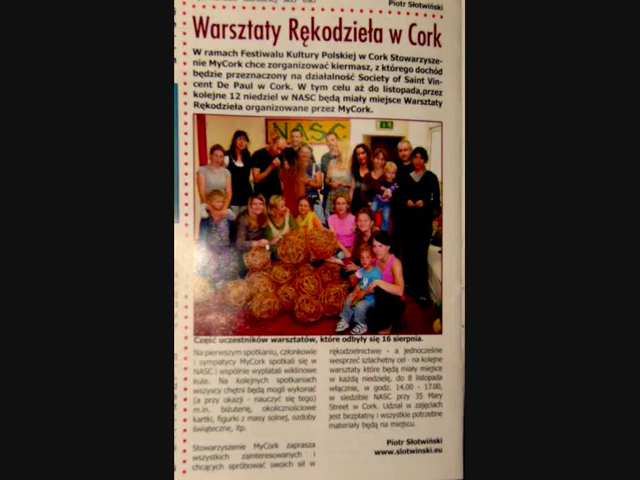 Piotr Słotwiński
Warsztaty Rękodzieła w Cork
W ramach Festiwalu Kultury Polskiej w Cork Stowarzysze-
nie MyCork chce zorganizować kiermasz, z którego dochód
będzie przeznaczony na działalność Society of Saint Vin-
cent De Paul w Cork. W tym celu aż do listopada,przez
kolejne 12 niedziel w NASC będą miały miejsce Warsztaty
Rękodzieła organizowane przez MyCork.
NASC
Część uczestników warsztatów, które odbyły się 16 sierpnia.
Na pierwszym spotkaniu, członkowie
i sympatycy MyCork spotkali się w
NASC i wspólnie wyplatali wiklinowe
kule. Na kolejnych spotkaniach
wszyscy chętni będą mogli wykonać
(a przy okazji - nauczyć się tego)
m.in. biżuterię, okolicznościowe
kartki, figurki z masy solnej, ozdoby
świąteczne, itp.
Stowarzyszenie MyCork zaprasza
wszystkich zainteresowanych i
chcących spróbować swoich sił w
rękodzielnictwie - a jednocześnie
wesprzeć szlachetny cel - na kolejne
warsztaty które będą miały miejsce
w każdą niedzielę, do 8 listopada
włącznie, w godz. 14.00 - 17.00,
w siedzibie NASC przy 35 Mary
Street w Cork. Udział w zajęciach
jest bezpłatny i wszystkie potrzebne
materiały będą na miejscu.
Piotr Słotwiński
www.slotwinski.eu